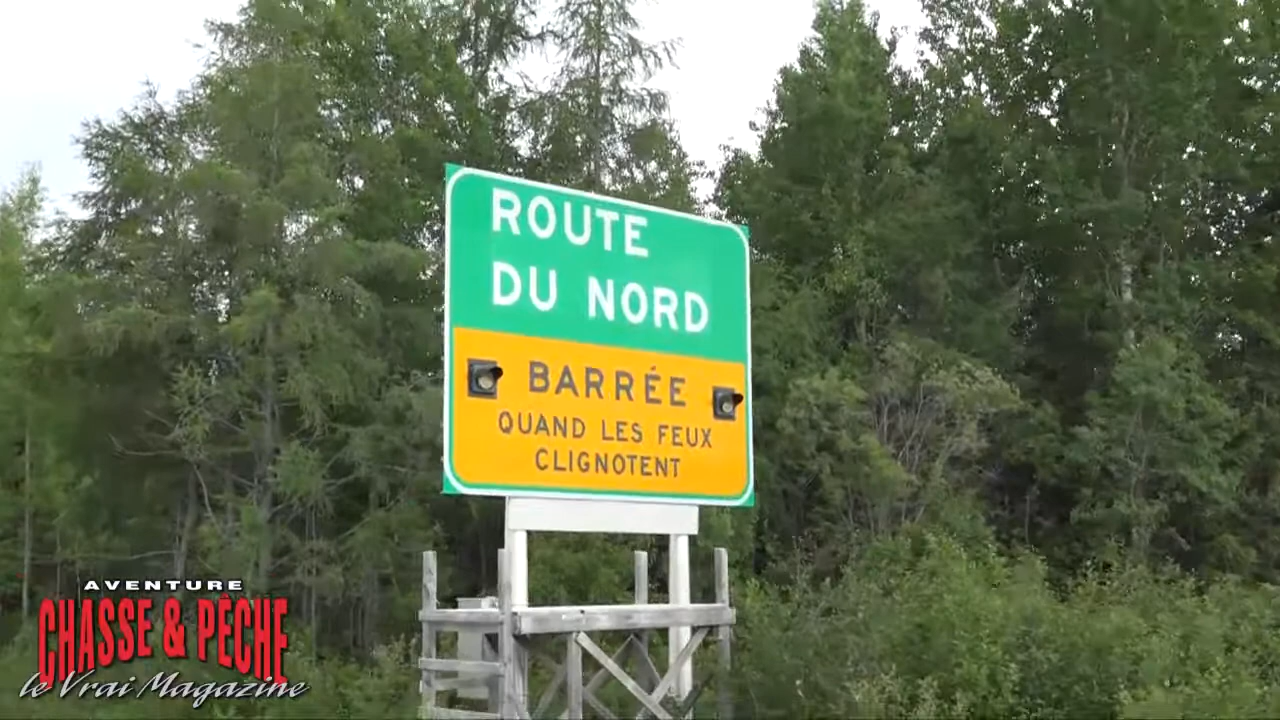 ROUTE
DU NORD
BARRÉE
QUAND LES FEUX
CLIGNOTENT
AVENTURE
CHASSE & PÊCHE
le Vrai Magazine